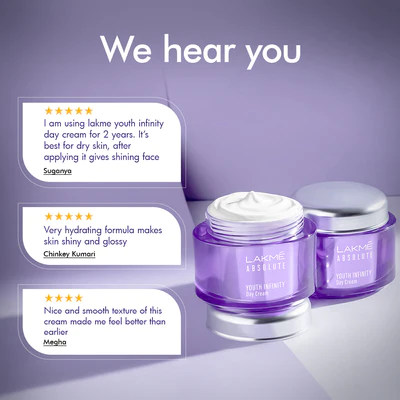 We hear you
I am using lakme youth infinity
day cream for 2 years. It's
best for dry skin, after
applying it gives shining face
Suganya
Very hydrating formula makes
skin shiny and glossy
Chinkey Kumari
Nice and smooth texture of this
cream made me feel better than
earlier
Megha
LAKMÉ
ABSOLUTE
YOUTH INFINITY
Day Cream
LAKMÉ
ABSOLUTE
YOUTH INFINITY
Day Cream